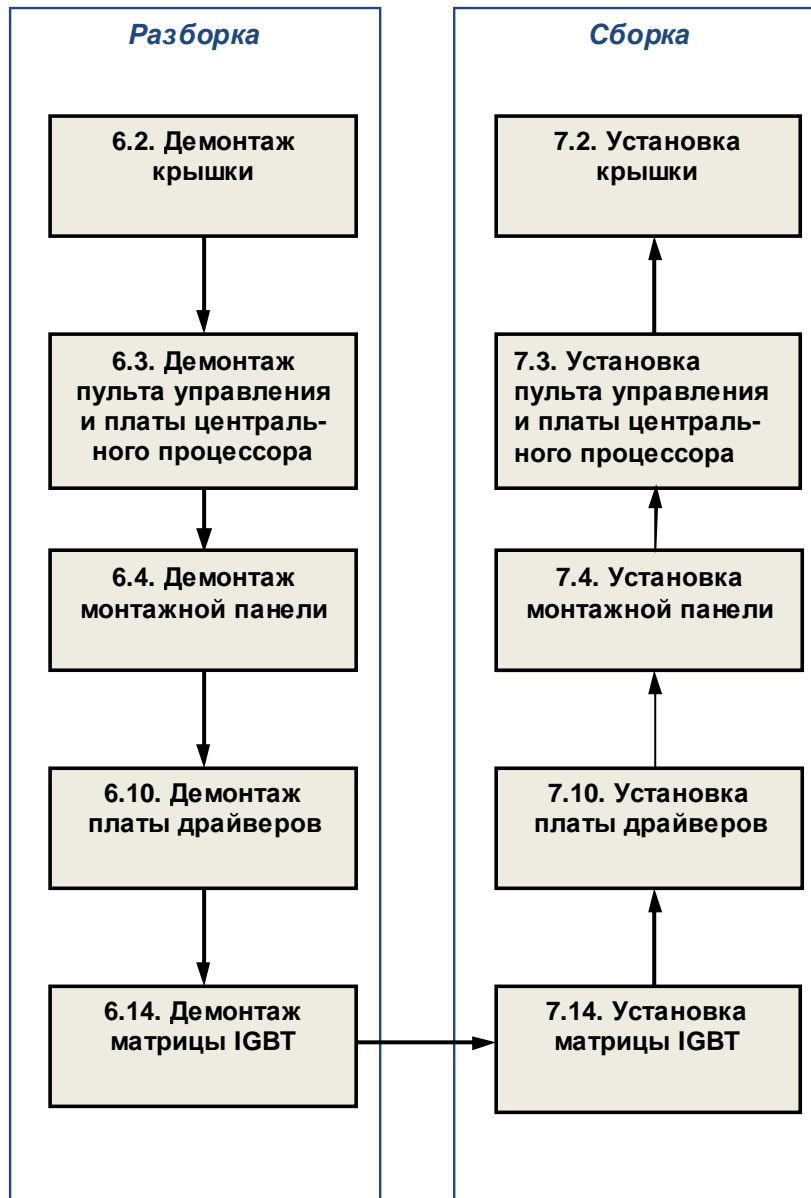 Разборка
6.2. Демонтаж
крышки
6.3. Демонтаж
пульта управления
и платы централь-
ного процессора
6.4. Демонтаж
монтажной панели
6.10. Демонтаж
платы драйверов
6.14. Демонтаж
матрицы IGBT
Сборка
7.2. Установка
крышки
7.3. Установка
пульта управления
и платы централь-
ного процессора
7.4. Установка
монтажной панели
7.10. Установка
платы драйверов
7.14. Установка
матрицы IGBT